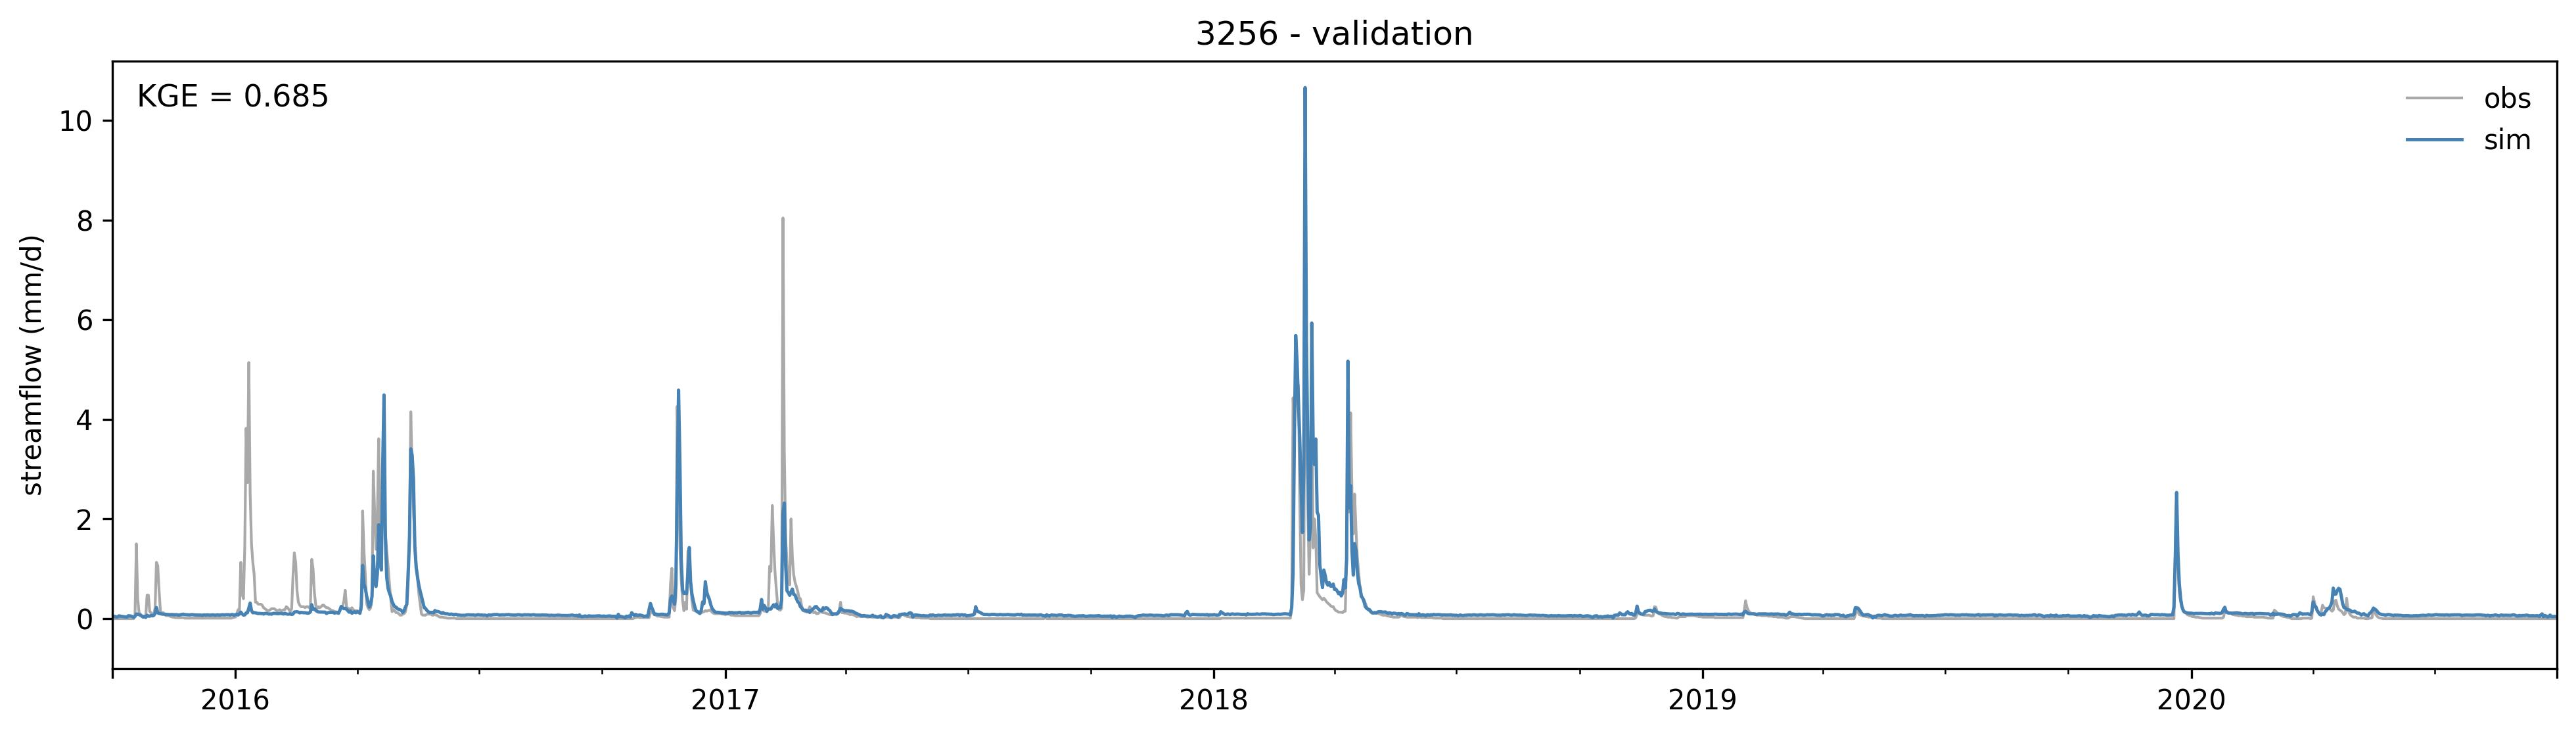 3256 - validation
KGE = 0.685
obs
sim
streamflow (mm/d)
10
8
6
4
2
0
2016
2017
2018
2019
2020